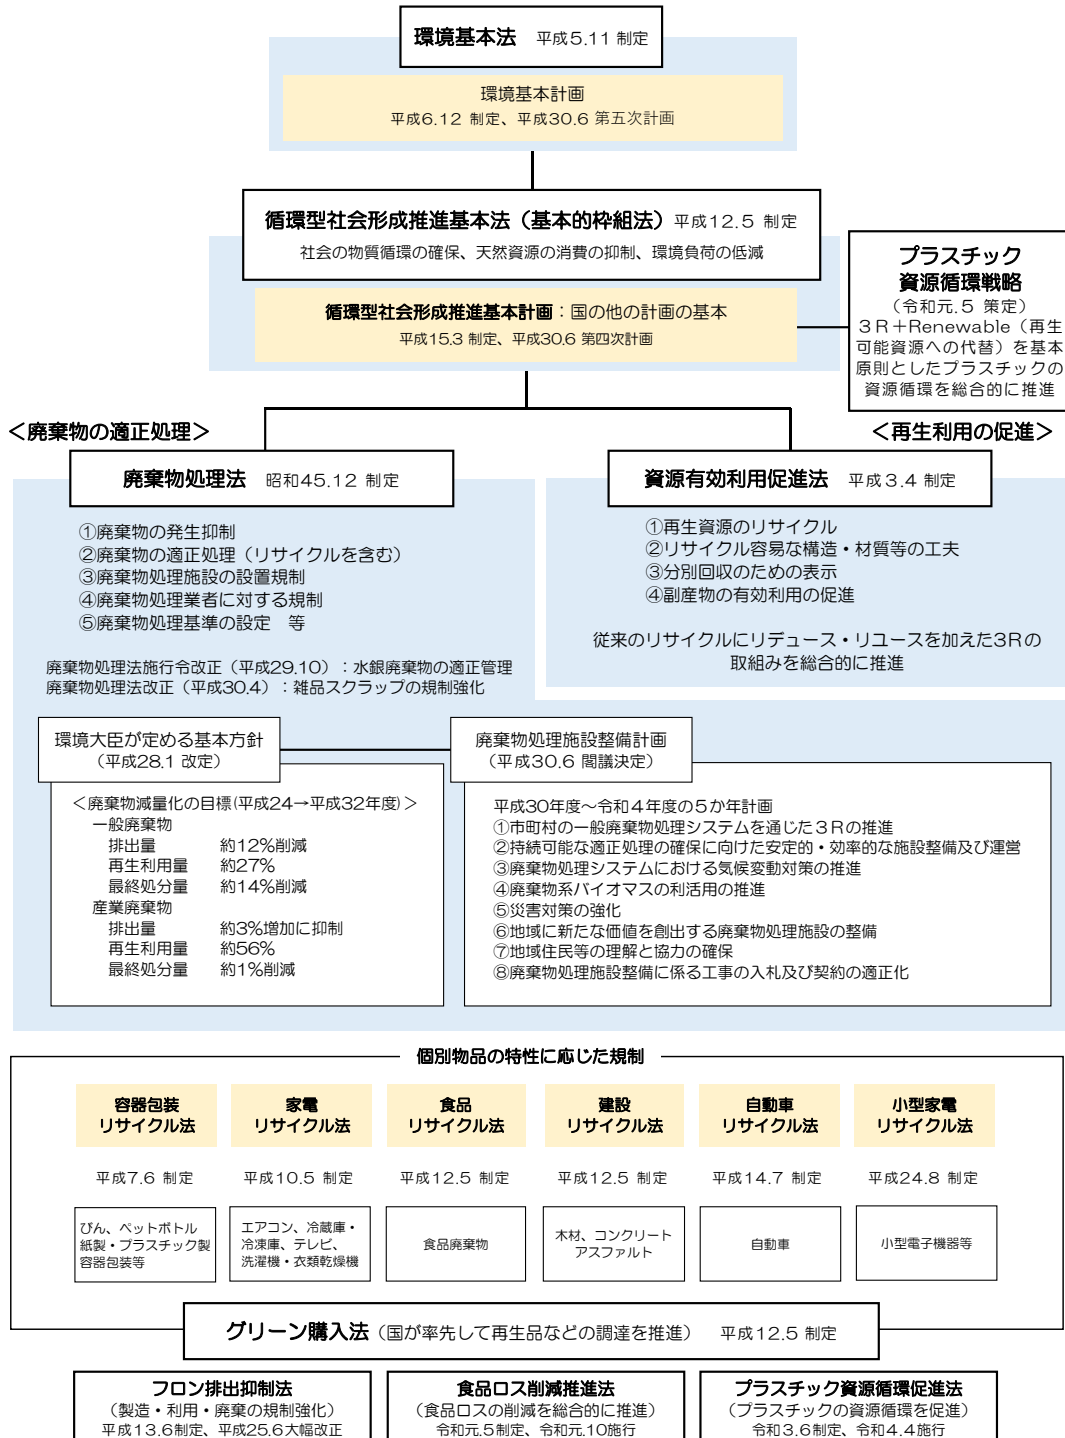 環境基本法　平成5.11 制定
環境基本計画
平成6.12 制定、平成30.6 第五次計画
循環型社会形成推進基本法（基本的枠組法）平成12.5 制定
社会の物質循環の確保、天然資源の消費の抑制、環境負荷の低減
循環型社会形成推進基本計画：国の他の計画の基本
平成15.3 制定、平成30.6 第四次計画
プラスチック
資源循環戦略
（令和元.5 策定）
３Ｒ＋Renewable（再生
可能資源への代替）を基本
原則としたプラスチックの
資源循環を総合的に推進
＜廃棄物の適正処理＞
＜再生利用の促進＞
廃棄物処理法　昭和45.12 制定
①廃棄物の発生抑制
②廃棄物の適正処理（リサイクルを含む）
③廃棄物処理施設の設置規制
④廃棄物処理業者に対する規制
⑤廃棄物処理基準の設定　等
廃棄物処理法施行令改正（平成29.10）：水銀廃棄物の適正管理
廃棄物処理法改正（平成30.4）：雑品スクラップの規制強化
資源有効利用促進法　平成3.4 制定
①再生資源のリサイクル
②リサイクル容易な構造・材質等の工夫
③分別回収のための表示
④副産物の有効利用の促進
従来のリサイクルにリデュース・リユースを加えた3Ｒの
取組みを総合的に推進
環境大臣が定める基本方針
（平成28.1 改定）
＜廃棄物減量化の目標(平成24→平成32年度)＞
一般廃棄物
排出量　約12%削減
再生利用量　約27%
最終処分量　約14%削減
産業廃棄物
排出量　約3%増加に抑制
再生利用量　約56%
最終処分量　約1%削減
廃棄物処理施設整備計画
（平成30.6 閣議決定）
平成30年度～令和４年度の５か年計画
①市町村の一般廃棄物処理システムを通じた３Ｒの推進
②持続可能な適正処理の確保に向けた安定的・効率的な施設整備及び運営
③廃棄物処理システムにおける気候変動対策の推進
④廃棄物系バイオマスの利活用の推進
⑤災害対策の強化
⑥地域に新たな価値を創出する廃棄物処理施設の整備
⑦地域住民等の理解と協力の確保
⑧廃棄物処理施設整備に係る工事の入札及び契約の適正化
個別物品の特性に応じた規制
容器包装
リサイクル法
平成7.6 制定
びん、ペットボトル
紙製・プラスチック製
容器包装等
家電
リサイクル法
平成10.5 制定
エアコン、冷蔵庫・
冷凍庫、テレビ、
洗濯機・衣類乾燥機
食品
リサイクル法
平成12.5 制定
食品廃棄物
建設
リサイクル法
平成12.5 制定
木材、コンクリート
アスファルト
自動車
リサイクル法
平成14.7 制定
自動車
小型家電
リサイクル法
平成24.8 制定
小型電子機器等
グリーン購入法（国が率先して再生品などの調達を推進）　平成12.5 制定
フロン排出抑制法
（製造・利用・廃棄の規制強化）
平成13.6制定、平成25.6大幅改正
食品ロス削減推進法
（食品ロスの削減を総合的に推進）
令和元.5制定、令和元.10施行
プラスチック資源循環促進法
（プラスチックの資源循環を促進）
令和3.6制定、令和4.4施行